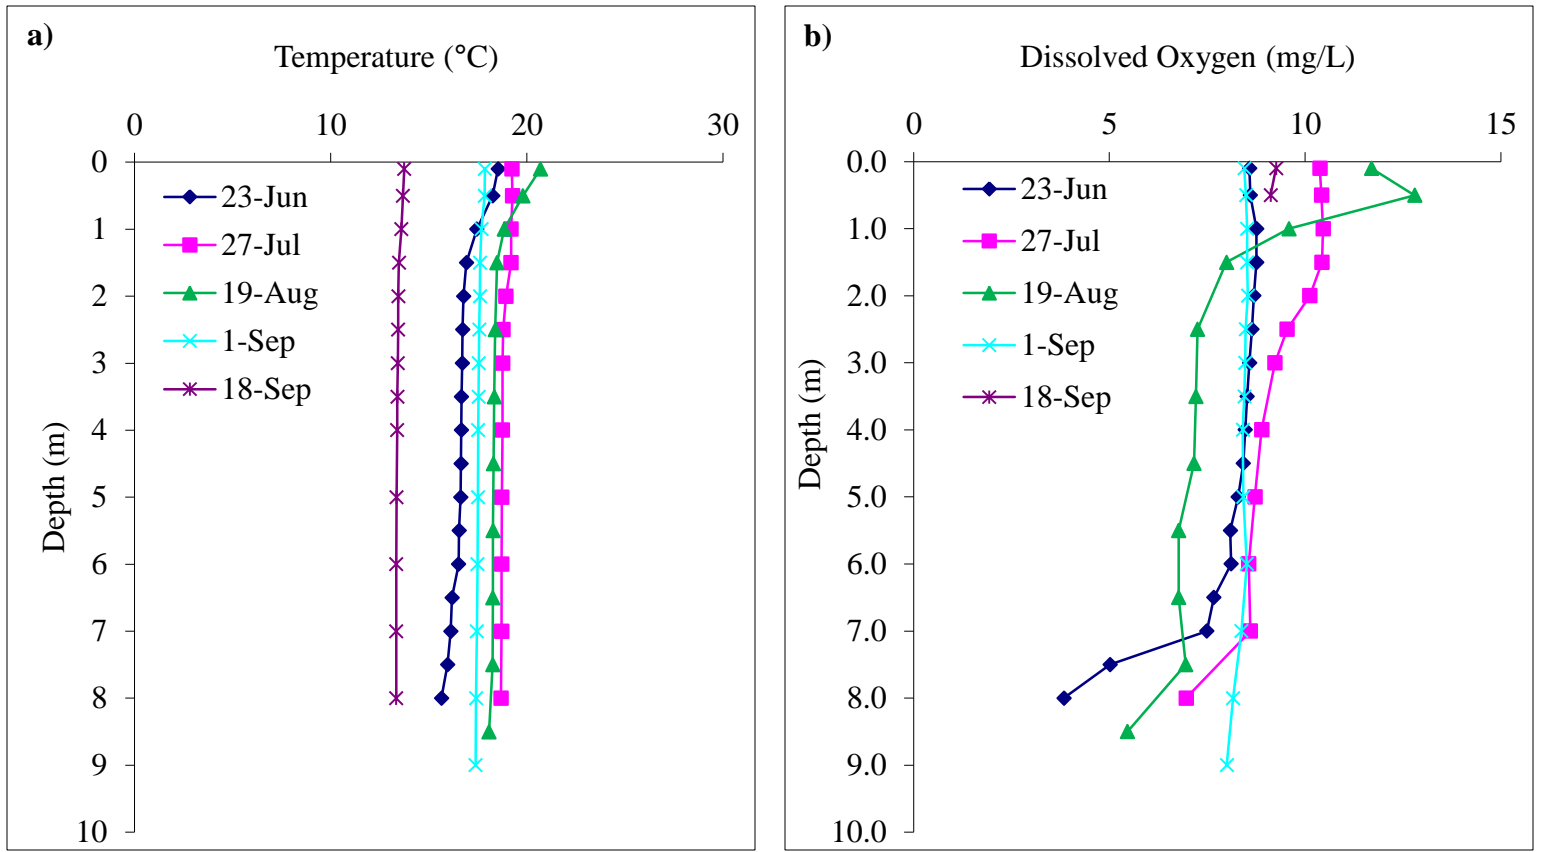 a)
Temperature (°C)
0 10 20 30
0
1
2
3
4
5
6
7
8
9
10
Depth (m)
23-Jun
27-Jul
19-Aug
1-Sep
18-Sep
b)
Dissolved Oxygen (mg/L)
0 5 10 15
0.0
1.0
2.0
3.0
4.0
5.0
6.0
7.0
8.0
9.0
10.0
Depth (m)
23-Jun
27-Jul
19-Aug
1-Sep
18-Sep